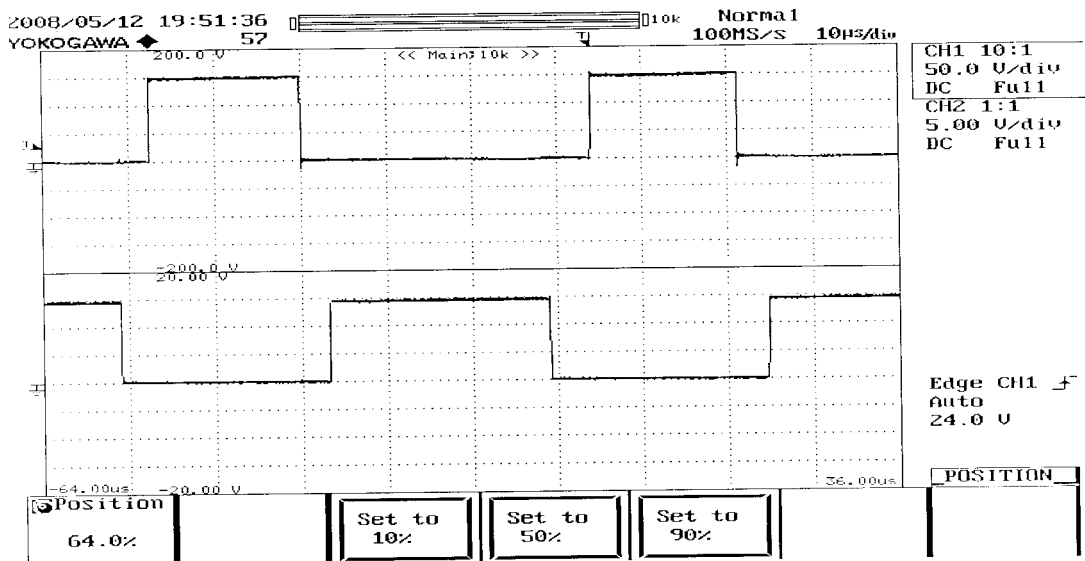 2008/05/12 19:51:36
10k
Normal
YOKOGAWA
57
100MS/s
10µs/div
200.0 V
<< Main:10k >>
CH1 10:1
50.0 V/div
DC Full
CH2 1:1
5.00 V/div
DC Full
-200.0 V
20.00 V
Edge CH1
Auto
24.0 V
-64.00us
-20.00 V
36.00us
POSITION
Position
64.0%
Set to
10%
Set to
50%
Set to
90%